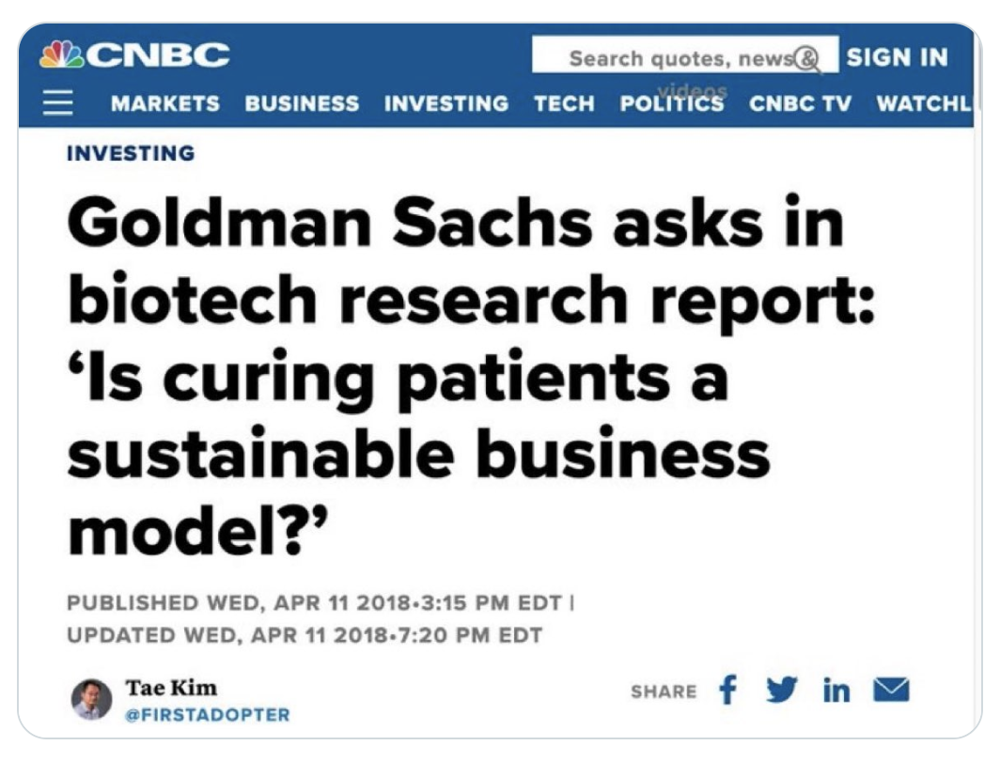 CNBC
Search quotes, news & videos
SIGN IN
MARKETS BUSINESS INVESTING TECH POLITICS CNBC TV WATCHL
INVESTING
Goldman Sachs asks in
biotech research report:
‘Is curing patients a
sustainable business
model?’
PUBLISHED WED, APR 11 2018•3:15 PM EDT |
UPDATED WED, APR 11 2018•7:20 PM EDT
Tae Kim
@FIRSTADOPTER
SHARE